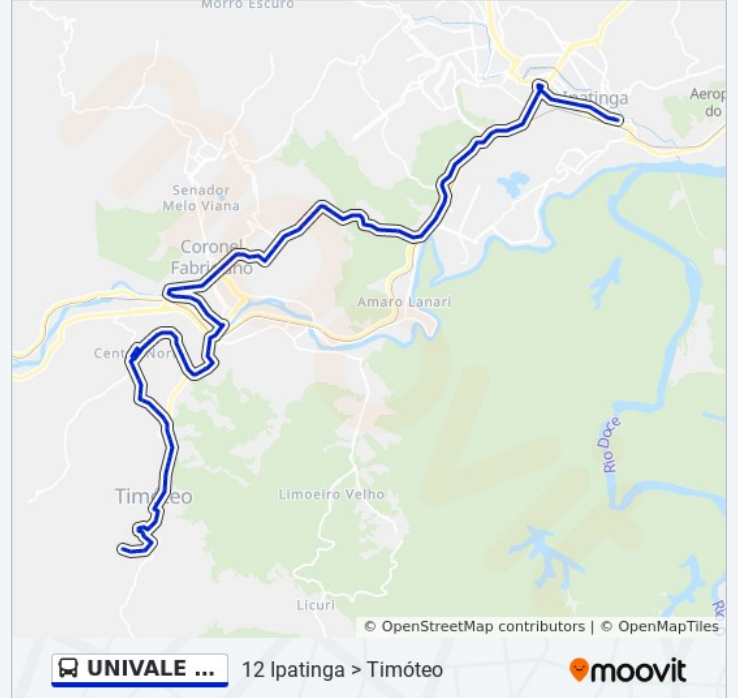 Morro Escuro
Ipatinga
Aerop
do
Senador
Melo Viana
Coronel
Fabriciano
Amaro Lanari
Centro Norte
Rio Doce
Timóteo
Limoeiro Velho
Licuri
© OpenStreetMap contributors | © OpenMapTiles
UNIVALE ...
12 Ipatinga > Timóteo
moovit